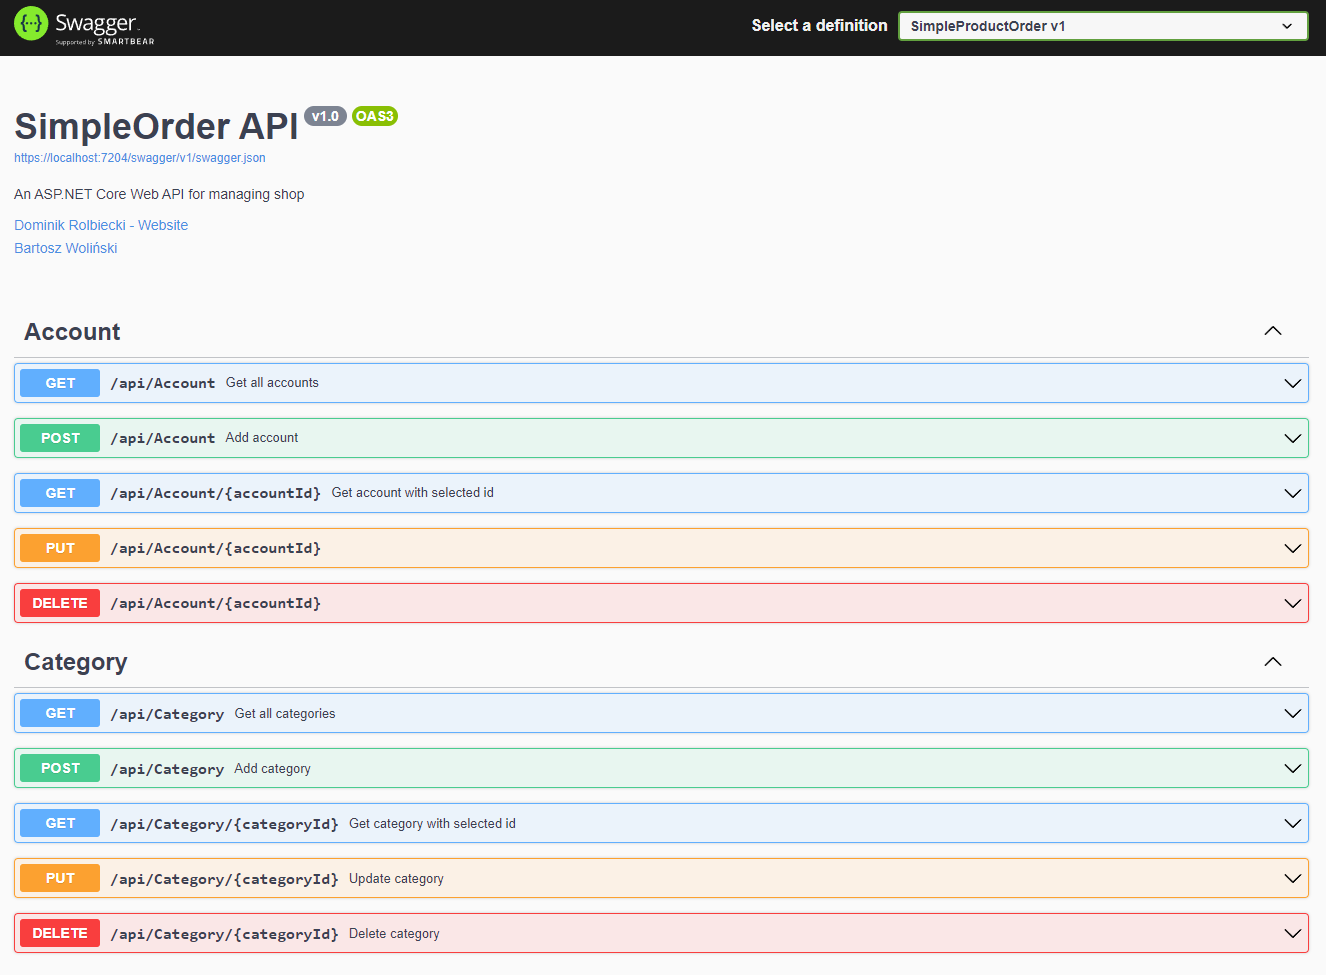 Swagger
Supported by SMARTBEAR
Select a definition
SimpleProductOrder v1
SimpleOrder API v1.0 OAS3
https://localhost:7204/swagger/v1/swagger.json
An ASP.NET Core Web API for managing shop
Dominik Rolbiecki - Website
Bartosz Woliński
Account
GET /api/Account Get all accounts
POST /api/Account Add account
GET /api/Account/{accountId} Get account with selected id
PUT /api/Account/{accountId}
DELETE /api/Account/{accountId}
Category
GET /api/Category Get all categories
POST /api/Category Add category
GET /api/Category/{categoryId} Get category with selected id
PUT /api/Category/{categoryId} Update category
DELETE /api/Category/{categoryId} Delete category